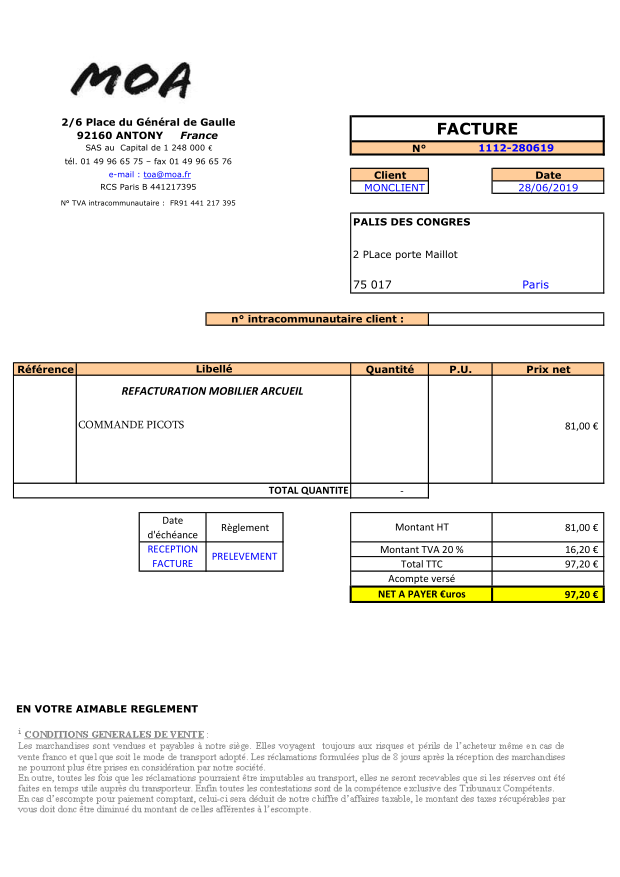 MOA
2/6 Place du Général de Gaulle
92160 ANTONY France
SAS au Capital de 1 248 000 €
tél. 01 49 96 65 75 – fax 01 49 96 65 76
e-mail : toa@moa.fr
RCS Paris B 441217395
N° TVA intracommunautaire : FR91 441 217 395
FACTURE
N° 1112-280619
Client Date
MONCLIENT 28/06/2019
PALIS DES CONGRES
2 PLace porte Maillot
75 017 Paris
n° intracommunautaire client :
Référence Libellé Quantité P.U. Prix net
REFACTURATION MOBILIER ARCUEIL
COMMANDE PICOTS 81,00 €
TOTAL QUANTITE -
Date d'échéance Règlement
RECEPTION FACTURE PRELEVEMENT
Montant HT 81,00 €
Montant TVA 20 % 16,20 €
Total TTC 97,20 €
Acompte versé
NET A PAYER €uros 97,20 €
EN VOTRE AIMABLE REGLEMENT
i CONDITIONS GENERALES DE VENTE :
Les marchandises sont vendues et payables à notre siège. Elles voyagent toujours aux risques et périls de l'acheteur même en cas de
vente franco et quel que soit le mode de transport adopté. Les réclamations formulées plus de 8 jours après la réception des marchandises
ne pourront plus être prises en considération par notre société.
En outre, toutes les fois que les réclamations pourraient être imputables au transport, elles ne seront recevables que si les réserves ont été
faites en temps utile auprès du transporteur. Enfin toutes les contestations sont de la compétence exclusive des Tribunaux Compétents.
En cas d'escompte pour paiement comptant, celui-ci sera déduit de notre chiffre d'affaires taxable, le montant des taxes récupérables par
vous doit donc être diminué du montant de celles afférentes à l'escompte.